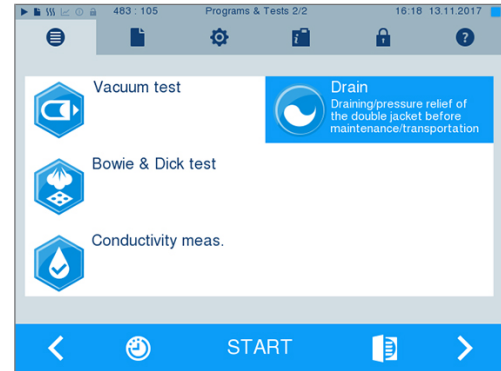 483 : 105 Programs & Tests 2/2 16:18 13.11.2017
Vacuum test
Drain
Draining/pressure relief of
the double jacket before
maintenance/transportation
Bowie & Dick test
Conductivity meas.
START